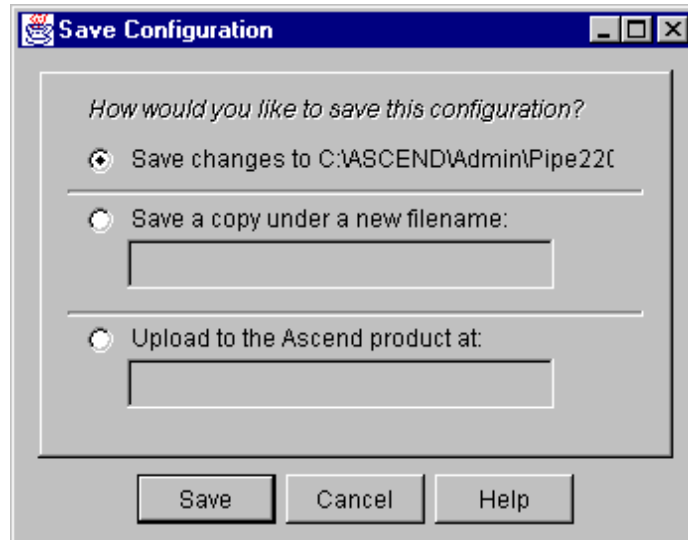 Save Configuration
How would you like to save this configuration?
Save changes to C:\ASCEND\Admin\Pipe220
Save a copy under a new filename:
Upload to the Ascend product at:
Save Cancel Help